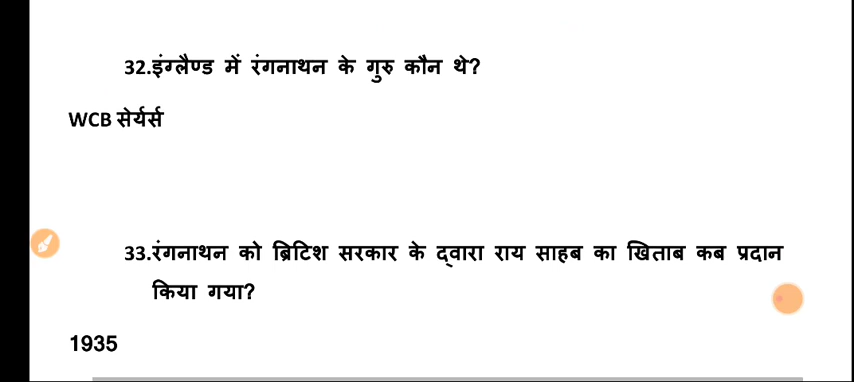 32.इंग्लैण्ड में रंगनाथन के गुरु कौन थे?
WCB सेर्यर्स
33.रंगनाथन को ब्रिटिश सरकार के द्वारा राय साहब का खिताब कब प्रदान
किया गया?
1935